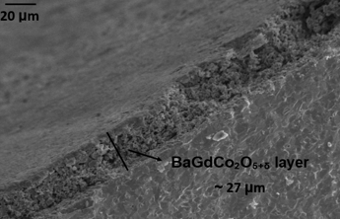 20 μm
BaGdCo₂O₅₊δ layer
~ 27 μm